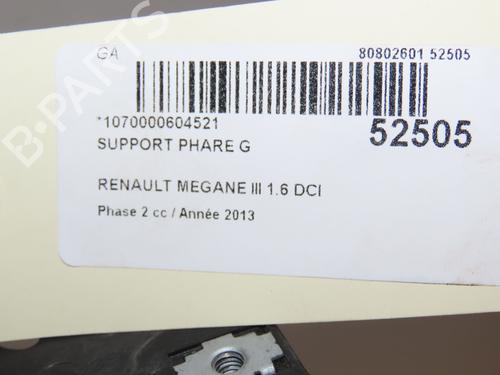 GA 80802601 52505
*1070000604521
52505
SUPPORT PHARE G
RENAULT MEGANE III 1.6 DCI
Phase 2 cc / Année 2013
B-PARTS